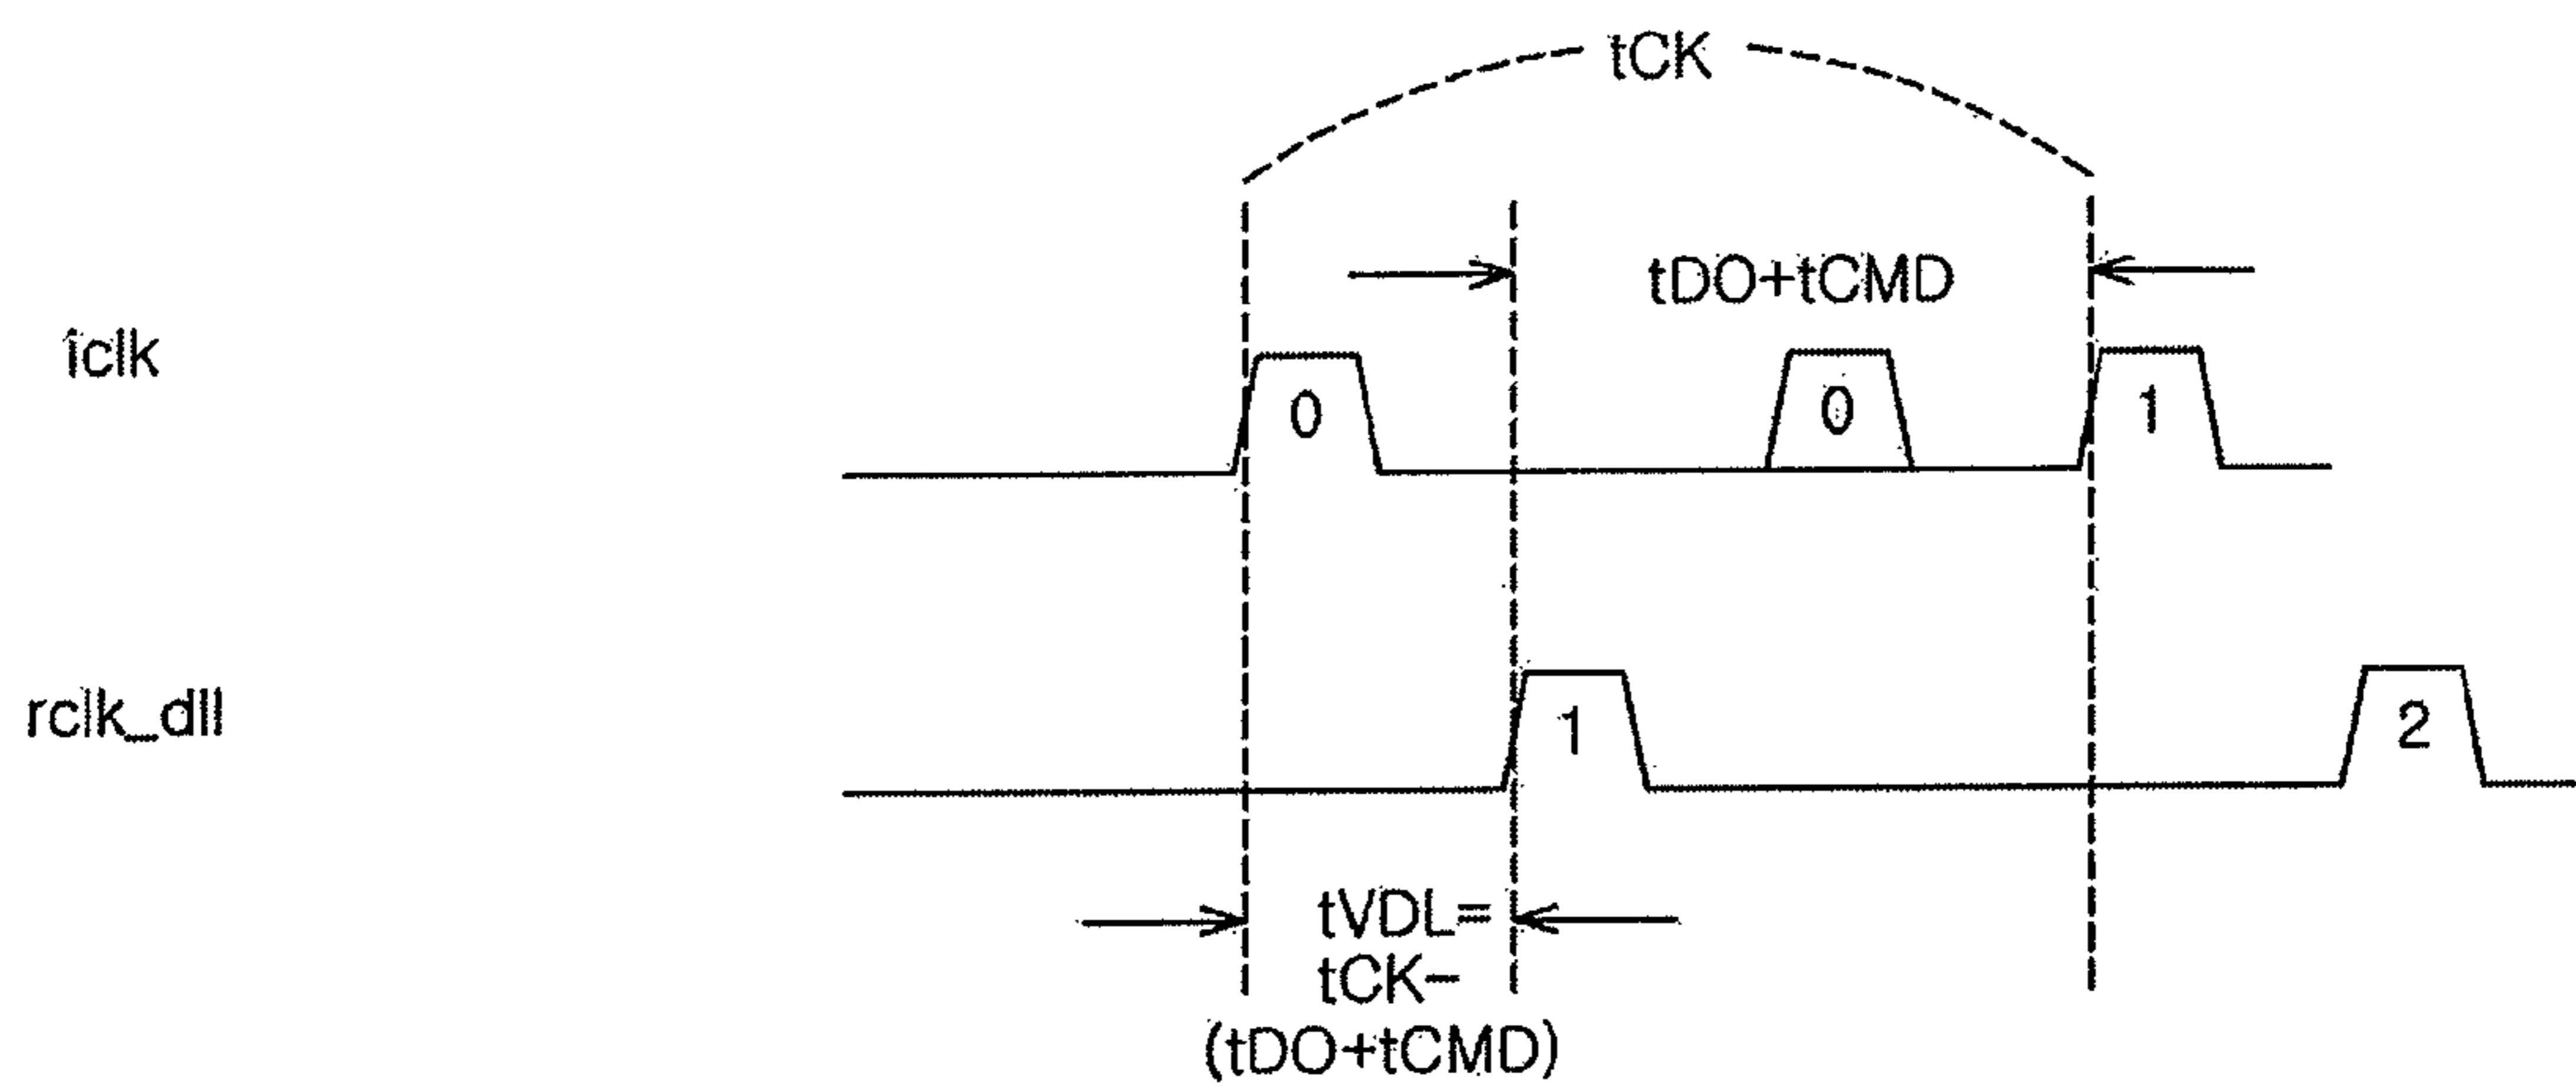 tCK
tDO+tCMD
iclk
0
0
1
rclk_dll
1
2
tVDL=
tCK-
(tDO+tCMD)